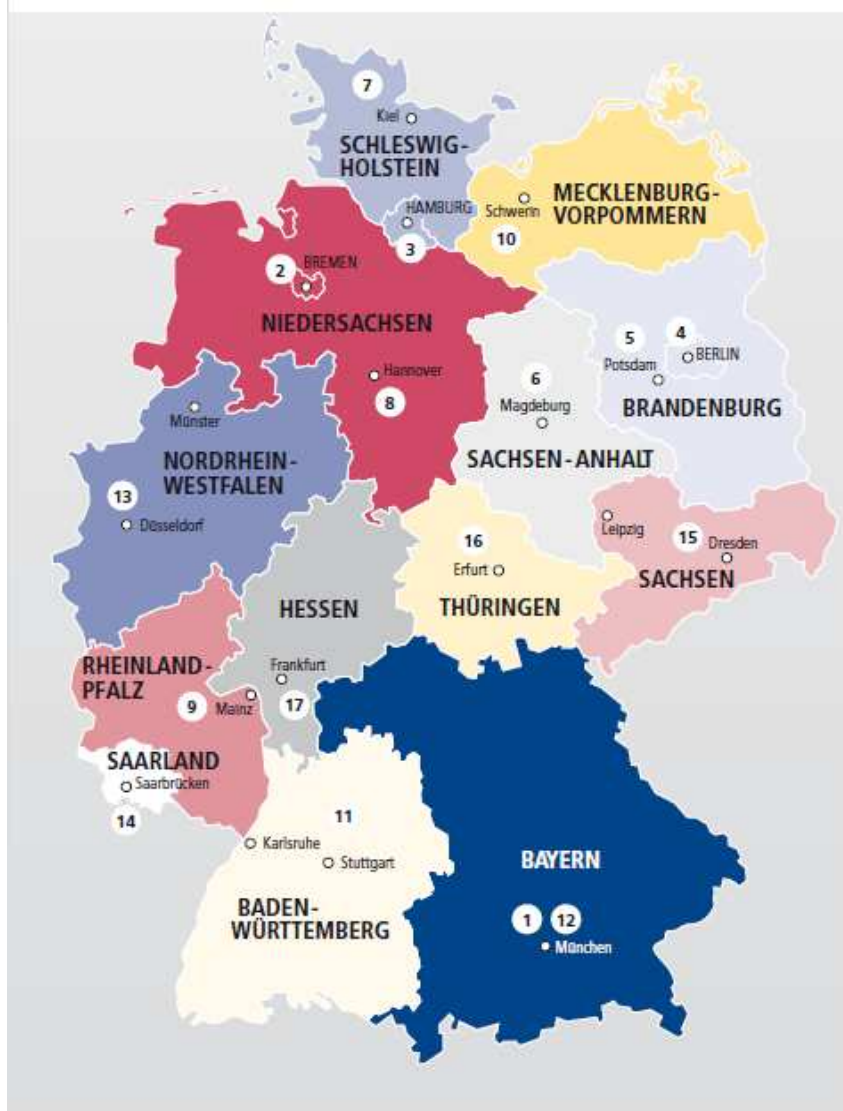 7
Kiel
SCHLESWIG-
HOLSTEIN
MECKLENBURG-
VORPOMMERN
Schwerin
10
HAMBURG
3
2
BREMEN
NIEDERSACHSEN
Hannover
8
5
4
Potsdam
BERLIN
BRANDENBURG
6
Magdeburg
SACHSEN-ANHALT
Münster
NORDRHEIN-
WESTFALEN
13
Düsseldorf
16
Erfurt
THÜRINGEN
Leipzig
15
Dresden
SACHSEN
HESSEN
Frankfurt
17
RHEINLAND-
PFALZ
9
Mainz
SAARLAND
Saarbrücken
14
11
Karlsruhe
Stuttgart
BADEN-
WÜRTTEMBERG
BAYERN
1
12
München